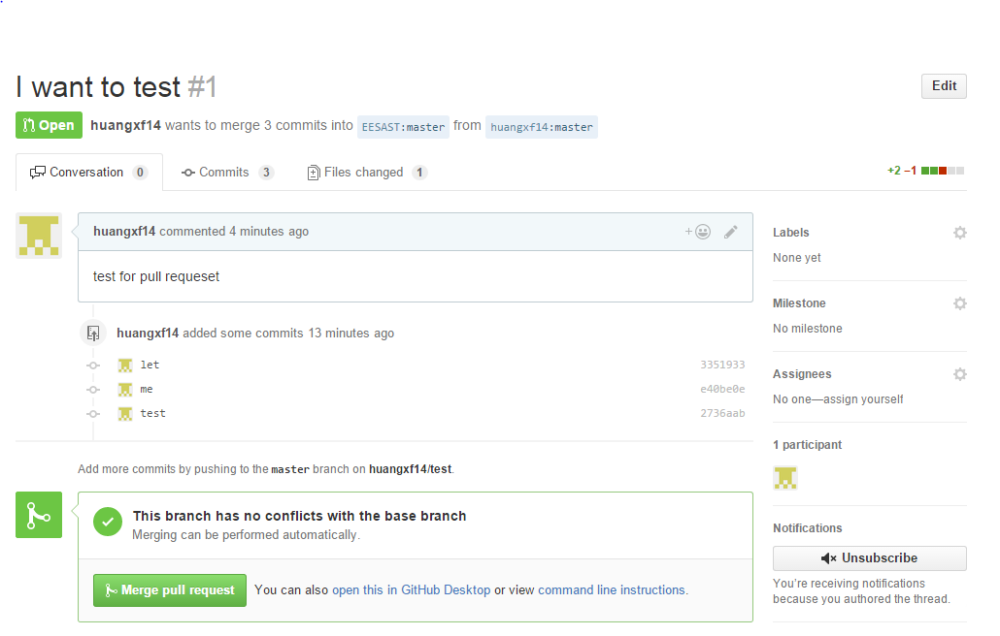 I want to test #1
Edit
Open huangxf14 wants to merge 3 commits into EESAST:master from huangxf14:master
Conversation 0 Commits 3 Files changed 1 +2 −1
huangxf14 commented 4 minutes ago +
test for pull requeset
huangxf14 added some commits 13 minutes ago
let 3351933
me e40be0e
test 2736aab
Add more commits by pushing to the master branch on huangxf14/test.
This branch has no conflicts with the base branch
Merging can be performed automatically.
Merge pull request You can also open this in GitHub Desktop or view command line instructions.
Labels
None yet
Milestone
No milestone
Assignees
No one—assign yourself
1 participant
Notifications
Unsubscribe
You’re receiving notifications
because you authored the thread.